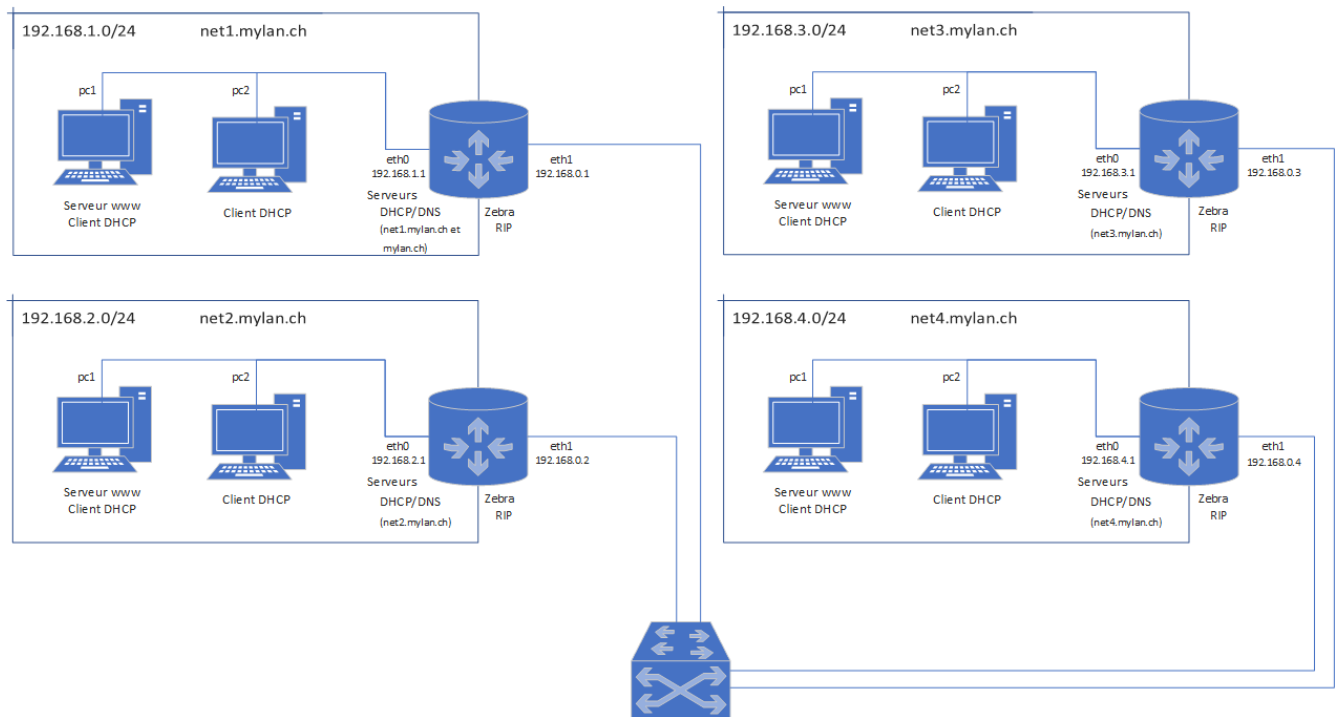 192.168.1.0/24 net1.mylan.ch
pc1
pc2
eth0
192.168.1.1
eth1
192.168.0.1
Serveur www
Client DHCP
Client DHCP
Serveurs
DHCP/DNS
(net1.mylan.ch et
mylan.ch)
Zebra
RIP
192.168.3.0/24 net3.mylan.ch
pc1
pc2
eth0
192.168.3.1
eth1
192.168.0.3
Serveur www
Client DHCP
Client DHCP
Serveurs
DHCP/DNS
(net3.mylan.ch)
Zebra
RIP
192.168.2.0/24 net2.mylan.ch
pc1
pc2
eth0
192.168.2.1
eth1
192.168.0.2
Serveur www
Client DHCP
Client DHCP
Serveurs
DHCP/DNS
(net2.mylan.ch)
Zebra
RIP
192.168.4.0/24 net4.mylan.ch
pc1
pc2
eth0
192.168.4.1
eth1
192.168.0.4
Serveur www
Client DHCP
Client DHCP
Serveurs
DHCP/DNS
(net4.mylan.ch)
Zebra
RIP